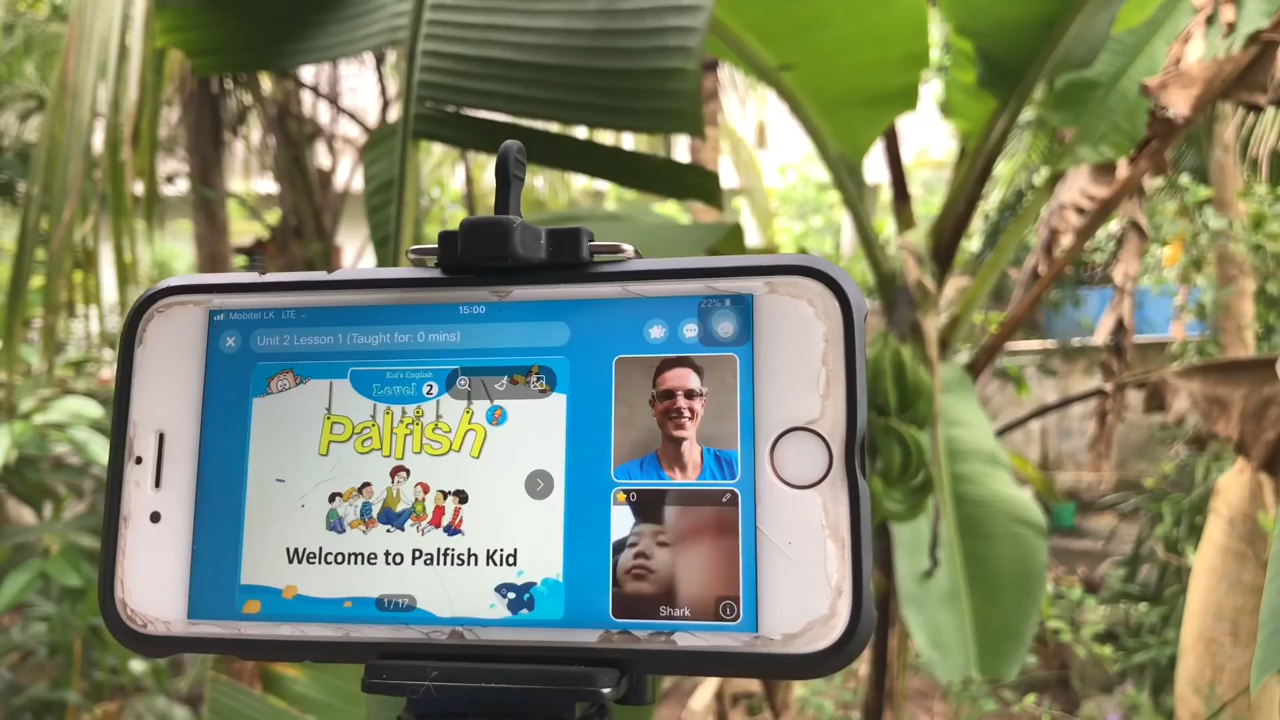 Mobitel LK LTE
15:00
22%
Unit 2 Lesson 1 (Taught for: 0 mins)
Kid's English
Level 2
Palfish
Welcome to Palfish Kid
1 / 17
0
Shark